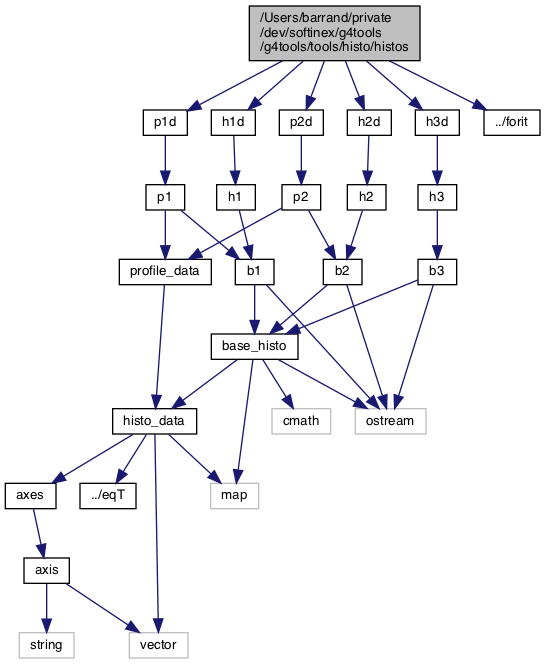 /Users/barrand/private
/dev/softinex/g4tools
/g4tools/tools/histo/histos
p1d
h1d
p2d
h2d
h3d
../forit
p1
h1
p2
h2
h3
profile_data
b1
b2
b3
base_histo
histo_data
cmath
ostream
axes
../eqT
map
axis
string
vector